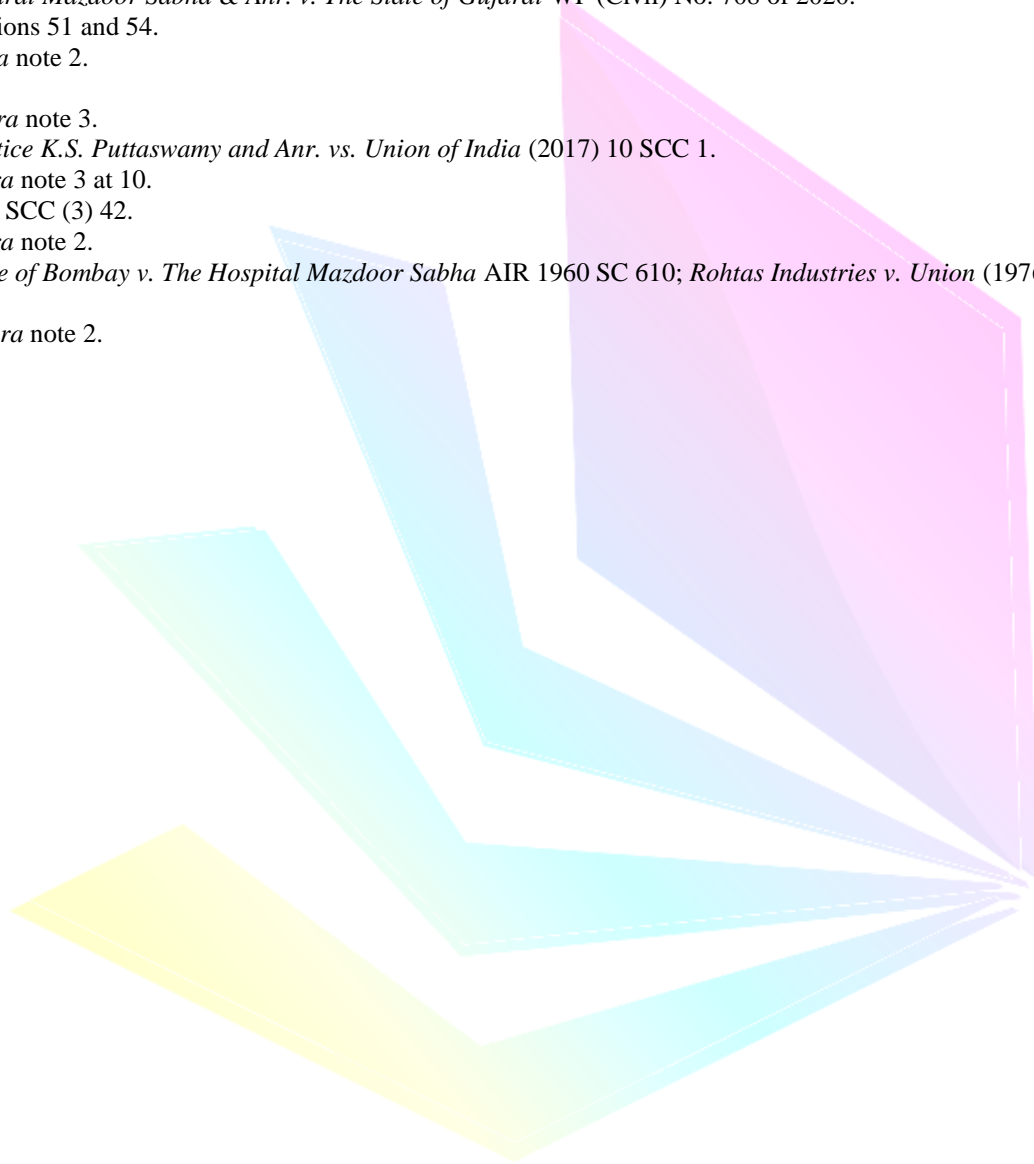 arat Mazdoor Sabha & Anr. v. The State of Gujarat WP (Civil) No. 708 of 2020.
ions 51 and 54.
a note 2.
ra note 3.
tice K.S. Puttaswamy and Anr. vs. Union of India (2017) 10 SCC 1.
ra note 3 at 10.
SCC (3) 42.
ra note 2.
e of Bombay v. The Hospital Mazdoor Sabha AIR 1960 SC 610; Rohtas Industries v. Union (197
ra note 2.